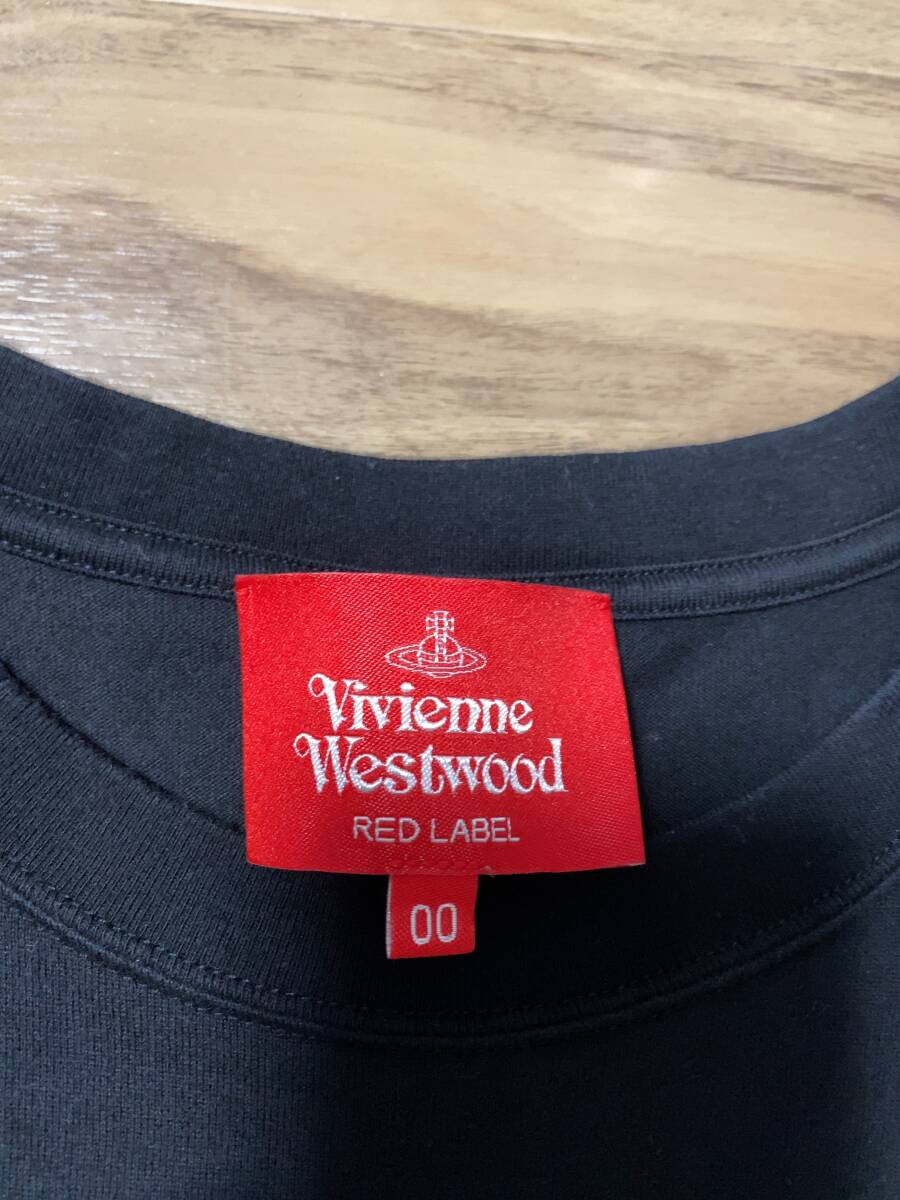 Vivienne
Westwood
RED LABEL
00